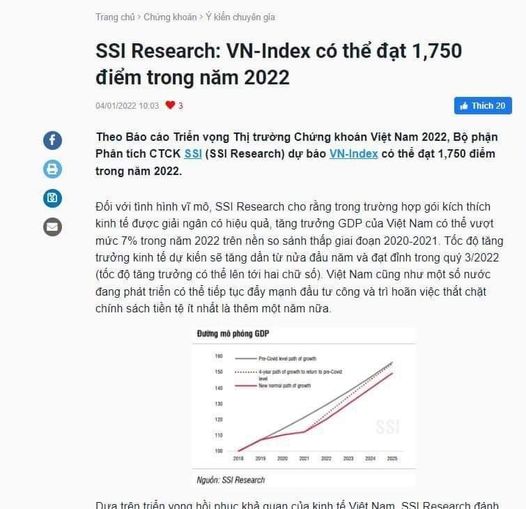 Trang chủ > Chứng khoán > Ý kiến chuyên gia
SSI Research: VN-Index có thể đạt 1,750
điểm trong năm 2022
04/01/2022 10:03 3
Thích 20
Theo Báo cáo Triển vọng Thị trường Chứng khoán Việt Nam 2022, Bộ phận
Phân tích CTCK SSI (SSI Research) dự báo VN-Index có thể đạt 1,750 điểm
trong năm 2022.
Đối với tình hình vĩ mô, SSI Research cho rằng trong trường hợp gói kích thích
kinh tế được giải ngân có hiệu quả, tăng trưởng GDP của Việt Nam có thể vượt
mức 7% trong năm 2022 trên nền so sánh thấp giai đoạn 2020-2021. Tốc độ tăng
trưởng kinh tế dự kiến sẽ tăng dần từ nửa đầu năm và đạt đỉnh trong quý 3/2022
(tốc độ tăng trưởng có thể lên tới hai chữ số). Việt Nam cũng như một số nước
đang phát triển có thể tiếp tục đẩy mạnh đầu tư công và trì hoãn việc thắt chặt
chính sách tiền tệ ít nhất là thêm một năm nữa.
Đường mô phỏng GDP
160
150
140
130
120
110
100
Pre-Covid level path of growth
4-year path of growth to return to pre-Covid
level
New normal path of growth
SSI
2018 2019 2020 2021 2022 2023 2024 2025
Nguồn: SSI Research
Dựa trên triển vọng hồi phục khả quan của kinh tế Việt Nam, SSI Research đánh